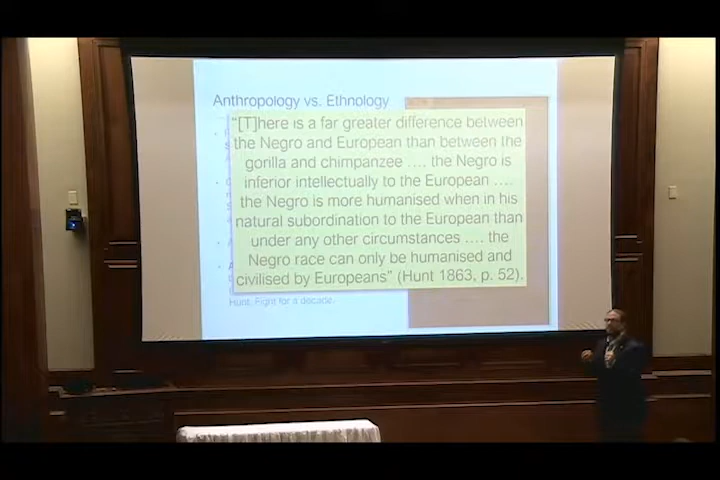 Anthropology vs. Ethnology
"[T]here is a far greater difference between
the Negro and European than between the
gorilla and chimpanzee .... the Negro is
inferior intellectually to the European ....
the Negro is more humanised when in his
natural subordination to the European than
under any other circumstances .... the
Negro race can only be humanised and
civilised by Europeans" (Hunt 1863, p. 52).
Hunt. Fight for a decade.